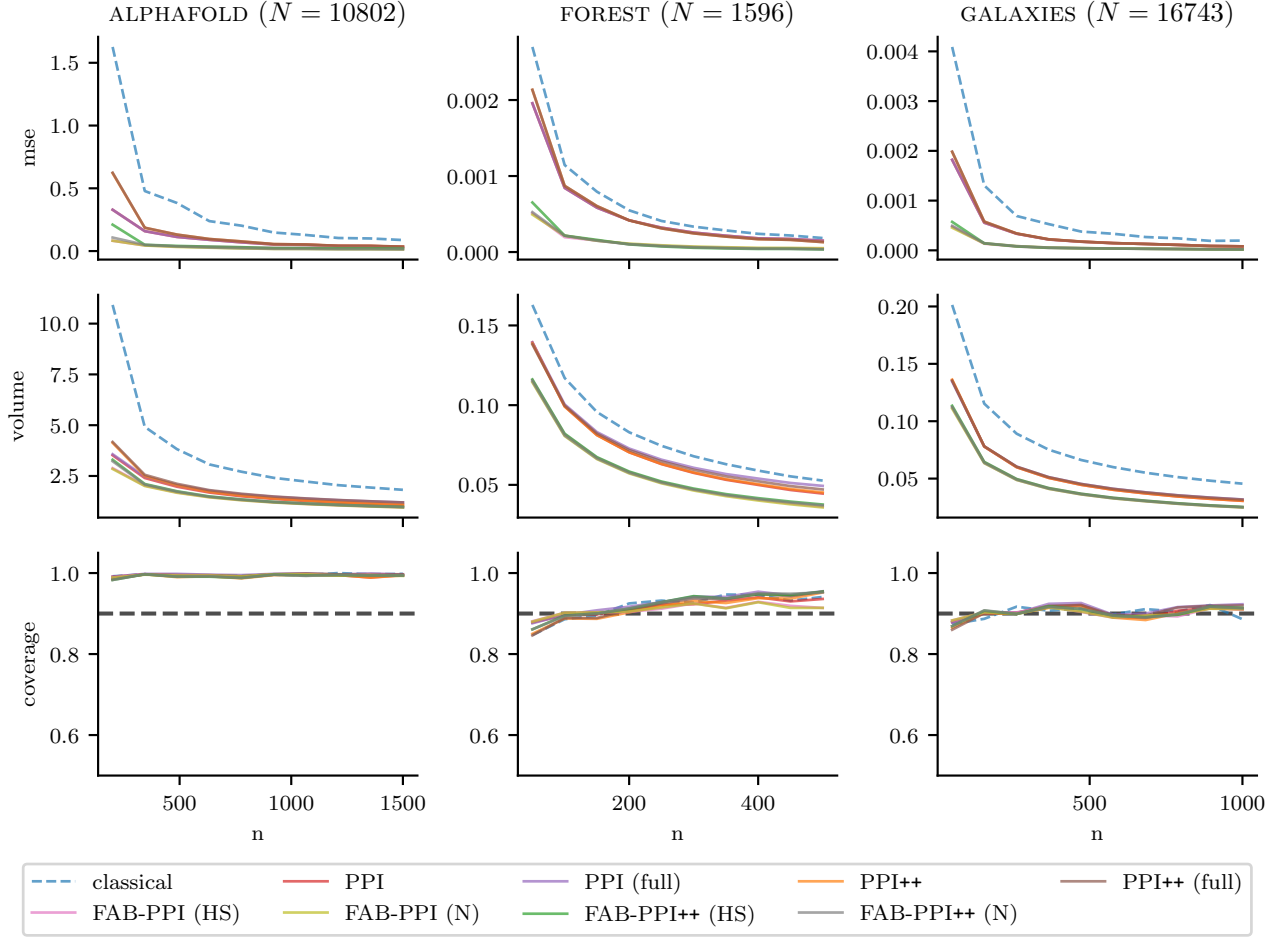 ALPHAFOLD (N = 10802)
FOREST (N = 1596)
GALAXIES (N = 16743)
mse
1.5
1.0
0.5
0.0
0.002
0.001
0.000
0.004
0.003
0.002
0.001
0.000
volume
10.0
7.5
5.0
2.5
0.15
0.10
0.05
0.20
0.15
0.10
0.05
coverage
1.0
0.8
0.6
500
1000
1500
n
1.0
0.8
0.6
200
400
n
1.0
0.8
0.6
500
1000
n
classical
PPI
PPI (full)
PPI++
PPI++ (full)
FAB-PPI (HS)
FAB-PPI (N)
FAB-PPI++ (HS)
FAB-PPI++ (N)